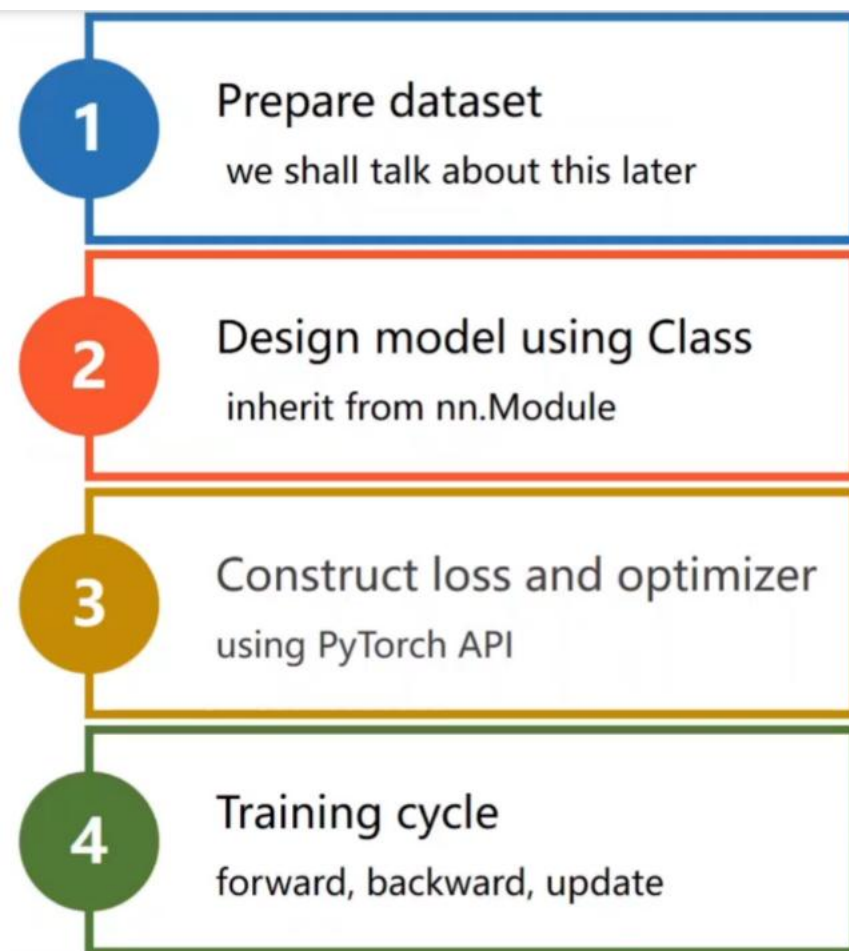 1
Prepare dataset
we shall talk about this later
2
Design model using Class
inherit from nn.Module
3
Construct loss and optimizer
using PyTorch API
4
Training cycle
forward, backward, update